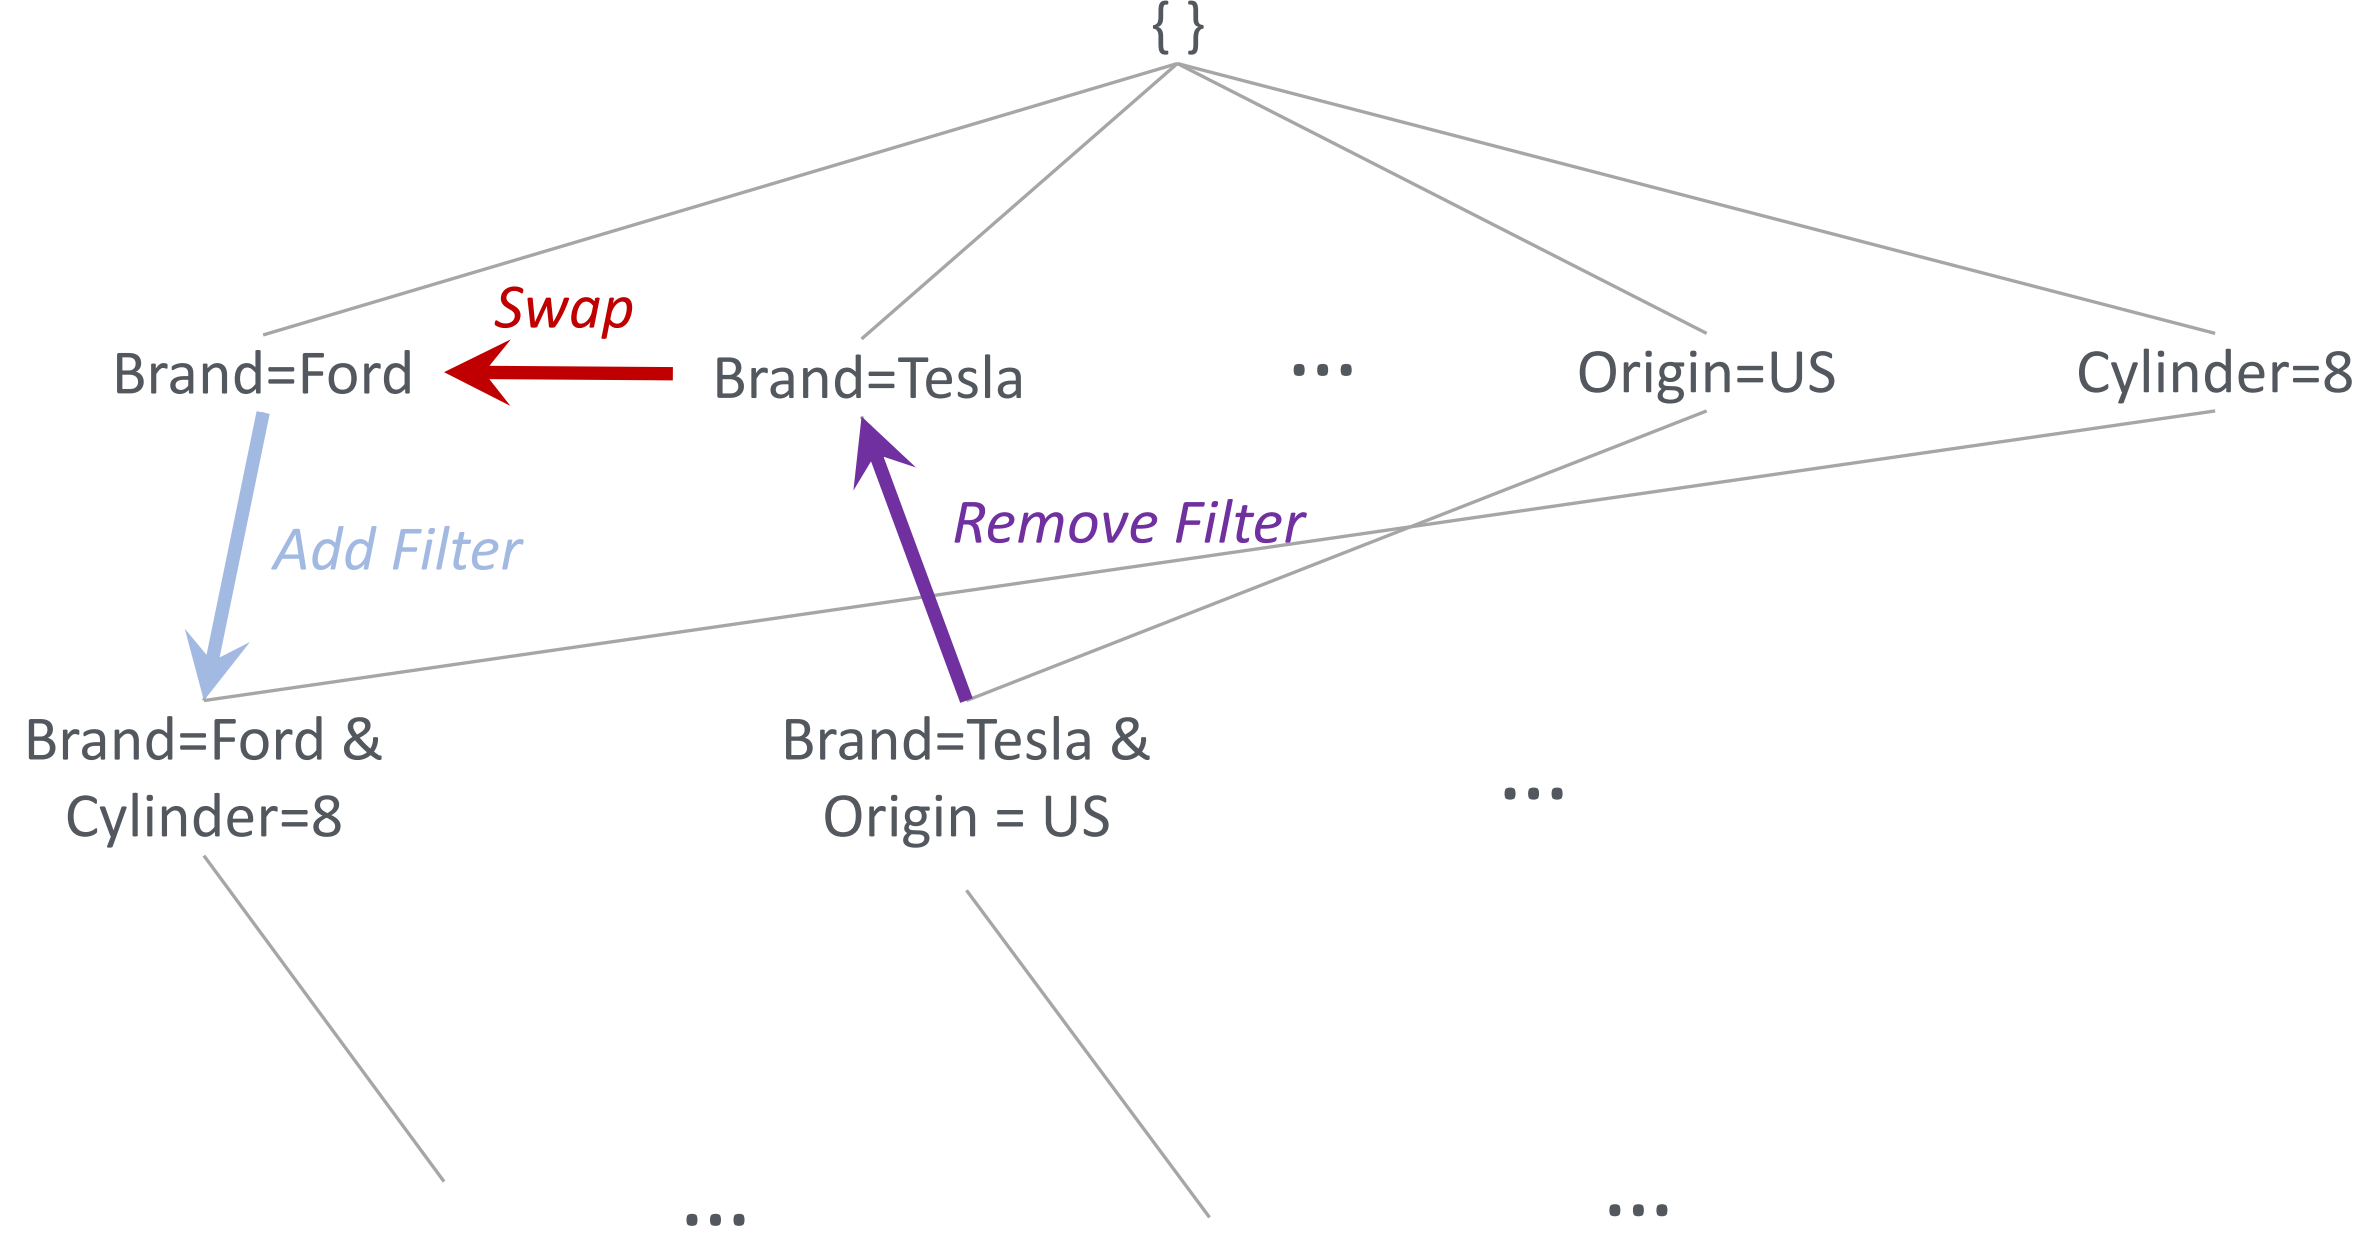 { }
Swap
Brand=Ford
Brand=Tesla
...
Origin=US
Cylinder=8
Add Filter
Remove Filter
Brand=Ford &
Cylinder=8
Brand=Tesla &
Origin = US
...
...
...